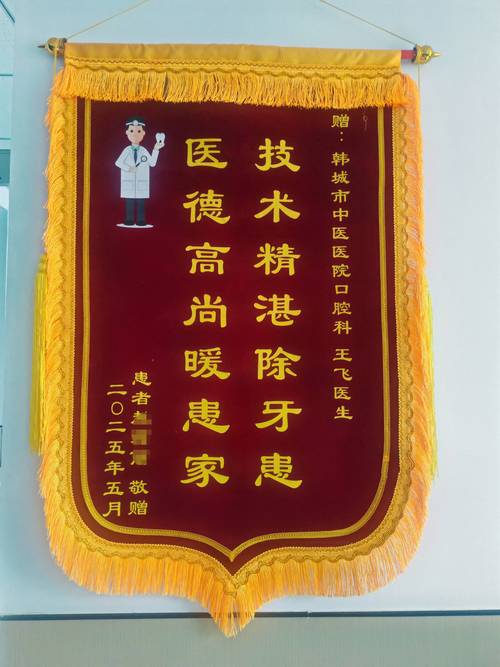 赠：韩城市中医医院口腔科 王飞医生
技术精湛除牙患
医德高尚暖患家
患者 敬赠
二〇二五年五月